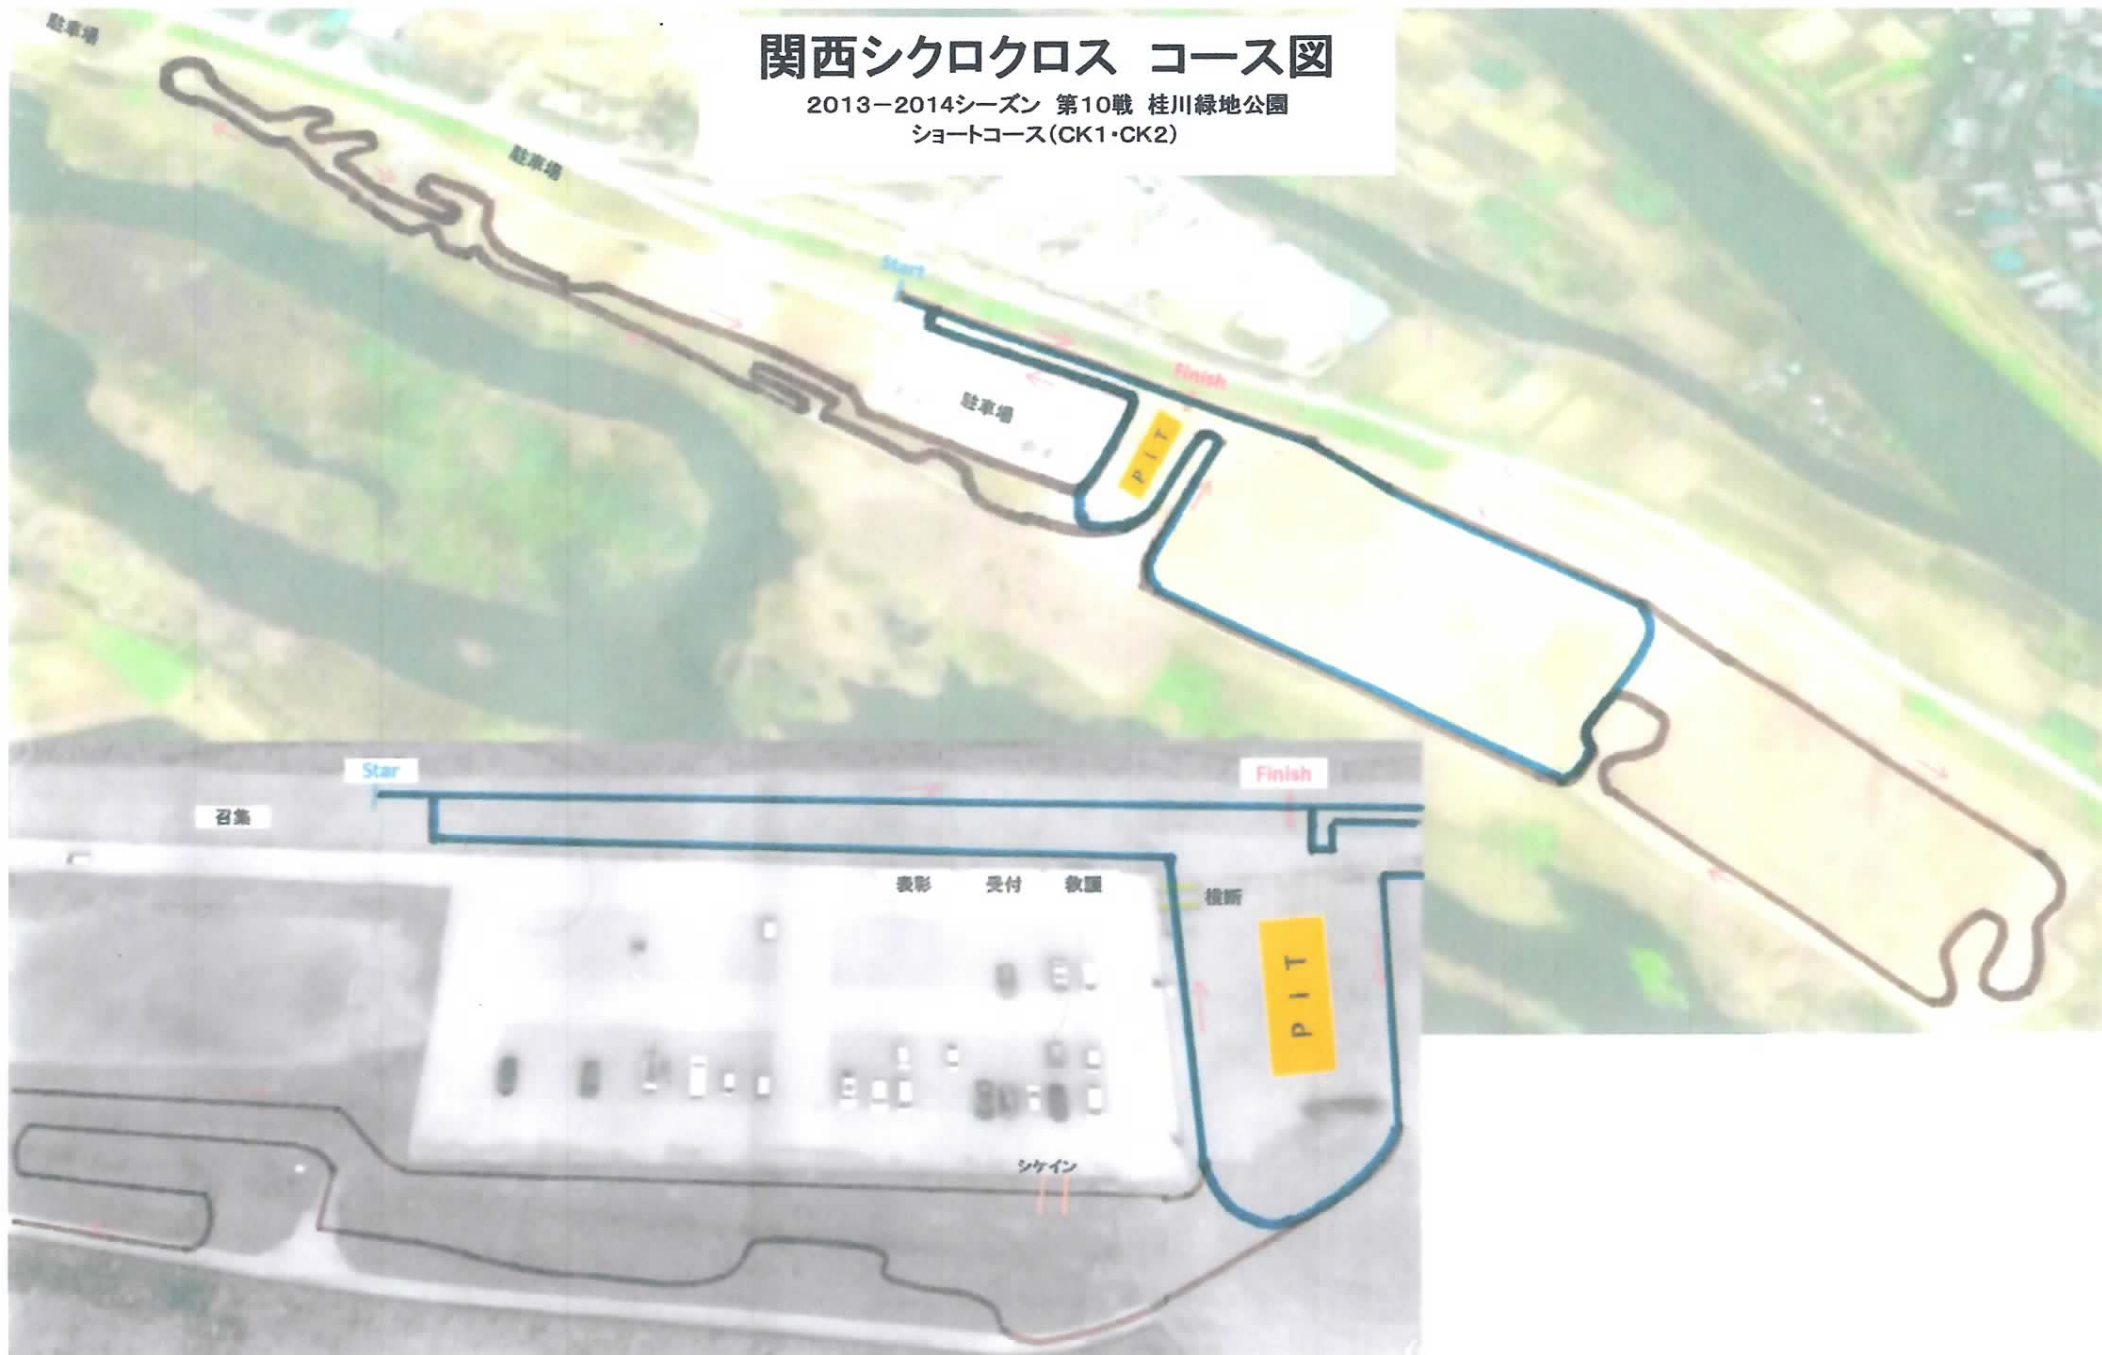 駐車場
関西シクロクロス コース図
2013－2014シーズン 第10戦 桂川緑地公園
ショートコース(CK1・CK2)
駐車場
Start
Finish
駐車場
PIT
Star
Finish
召集
表彰 受付 救護
横断
PIT
シケイン